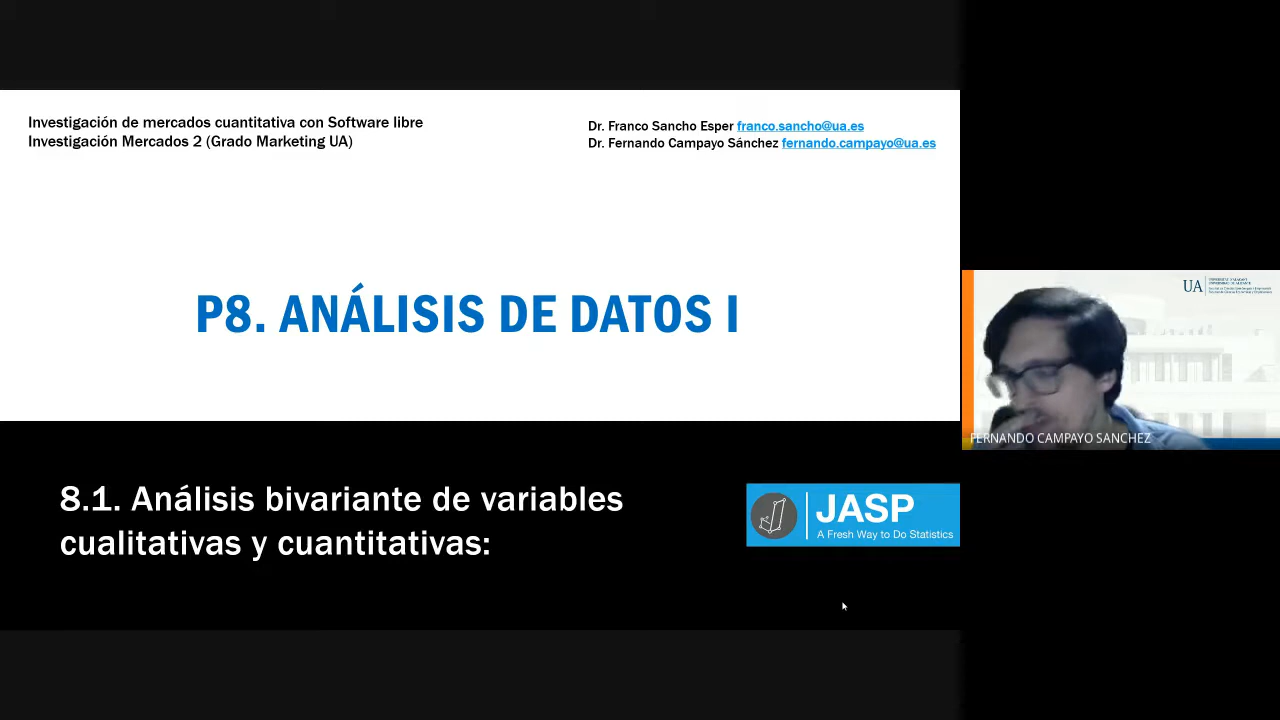 Investigación de mercados cuantitativa con Software libre
Investigación Mercados 2 (Grado Marketing UA)
Dr. Franco Sancho Esper franco.sancho@ua.es
Dr. Fernando Campayo Sánchez fernando.campayo@ua.es
P8. ANÁLISIS DE DATOS I
8.1. Análisis bivariante de variables
cualitativas y cuantitativas:
JASP
A Fresh Way to Do Statistics
UA
FERNANDO CAMPAYO SANCHEZ